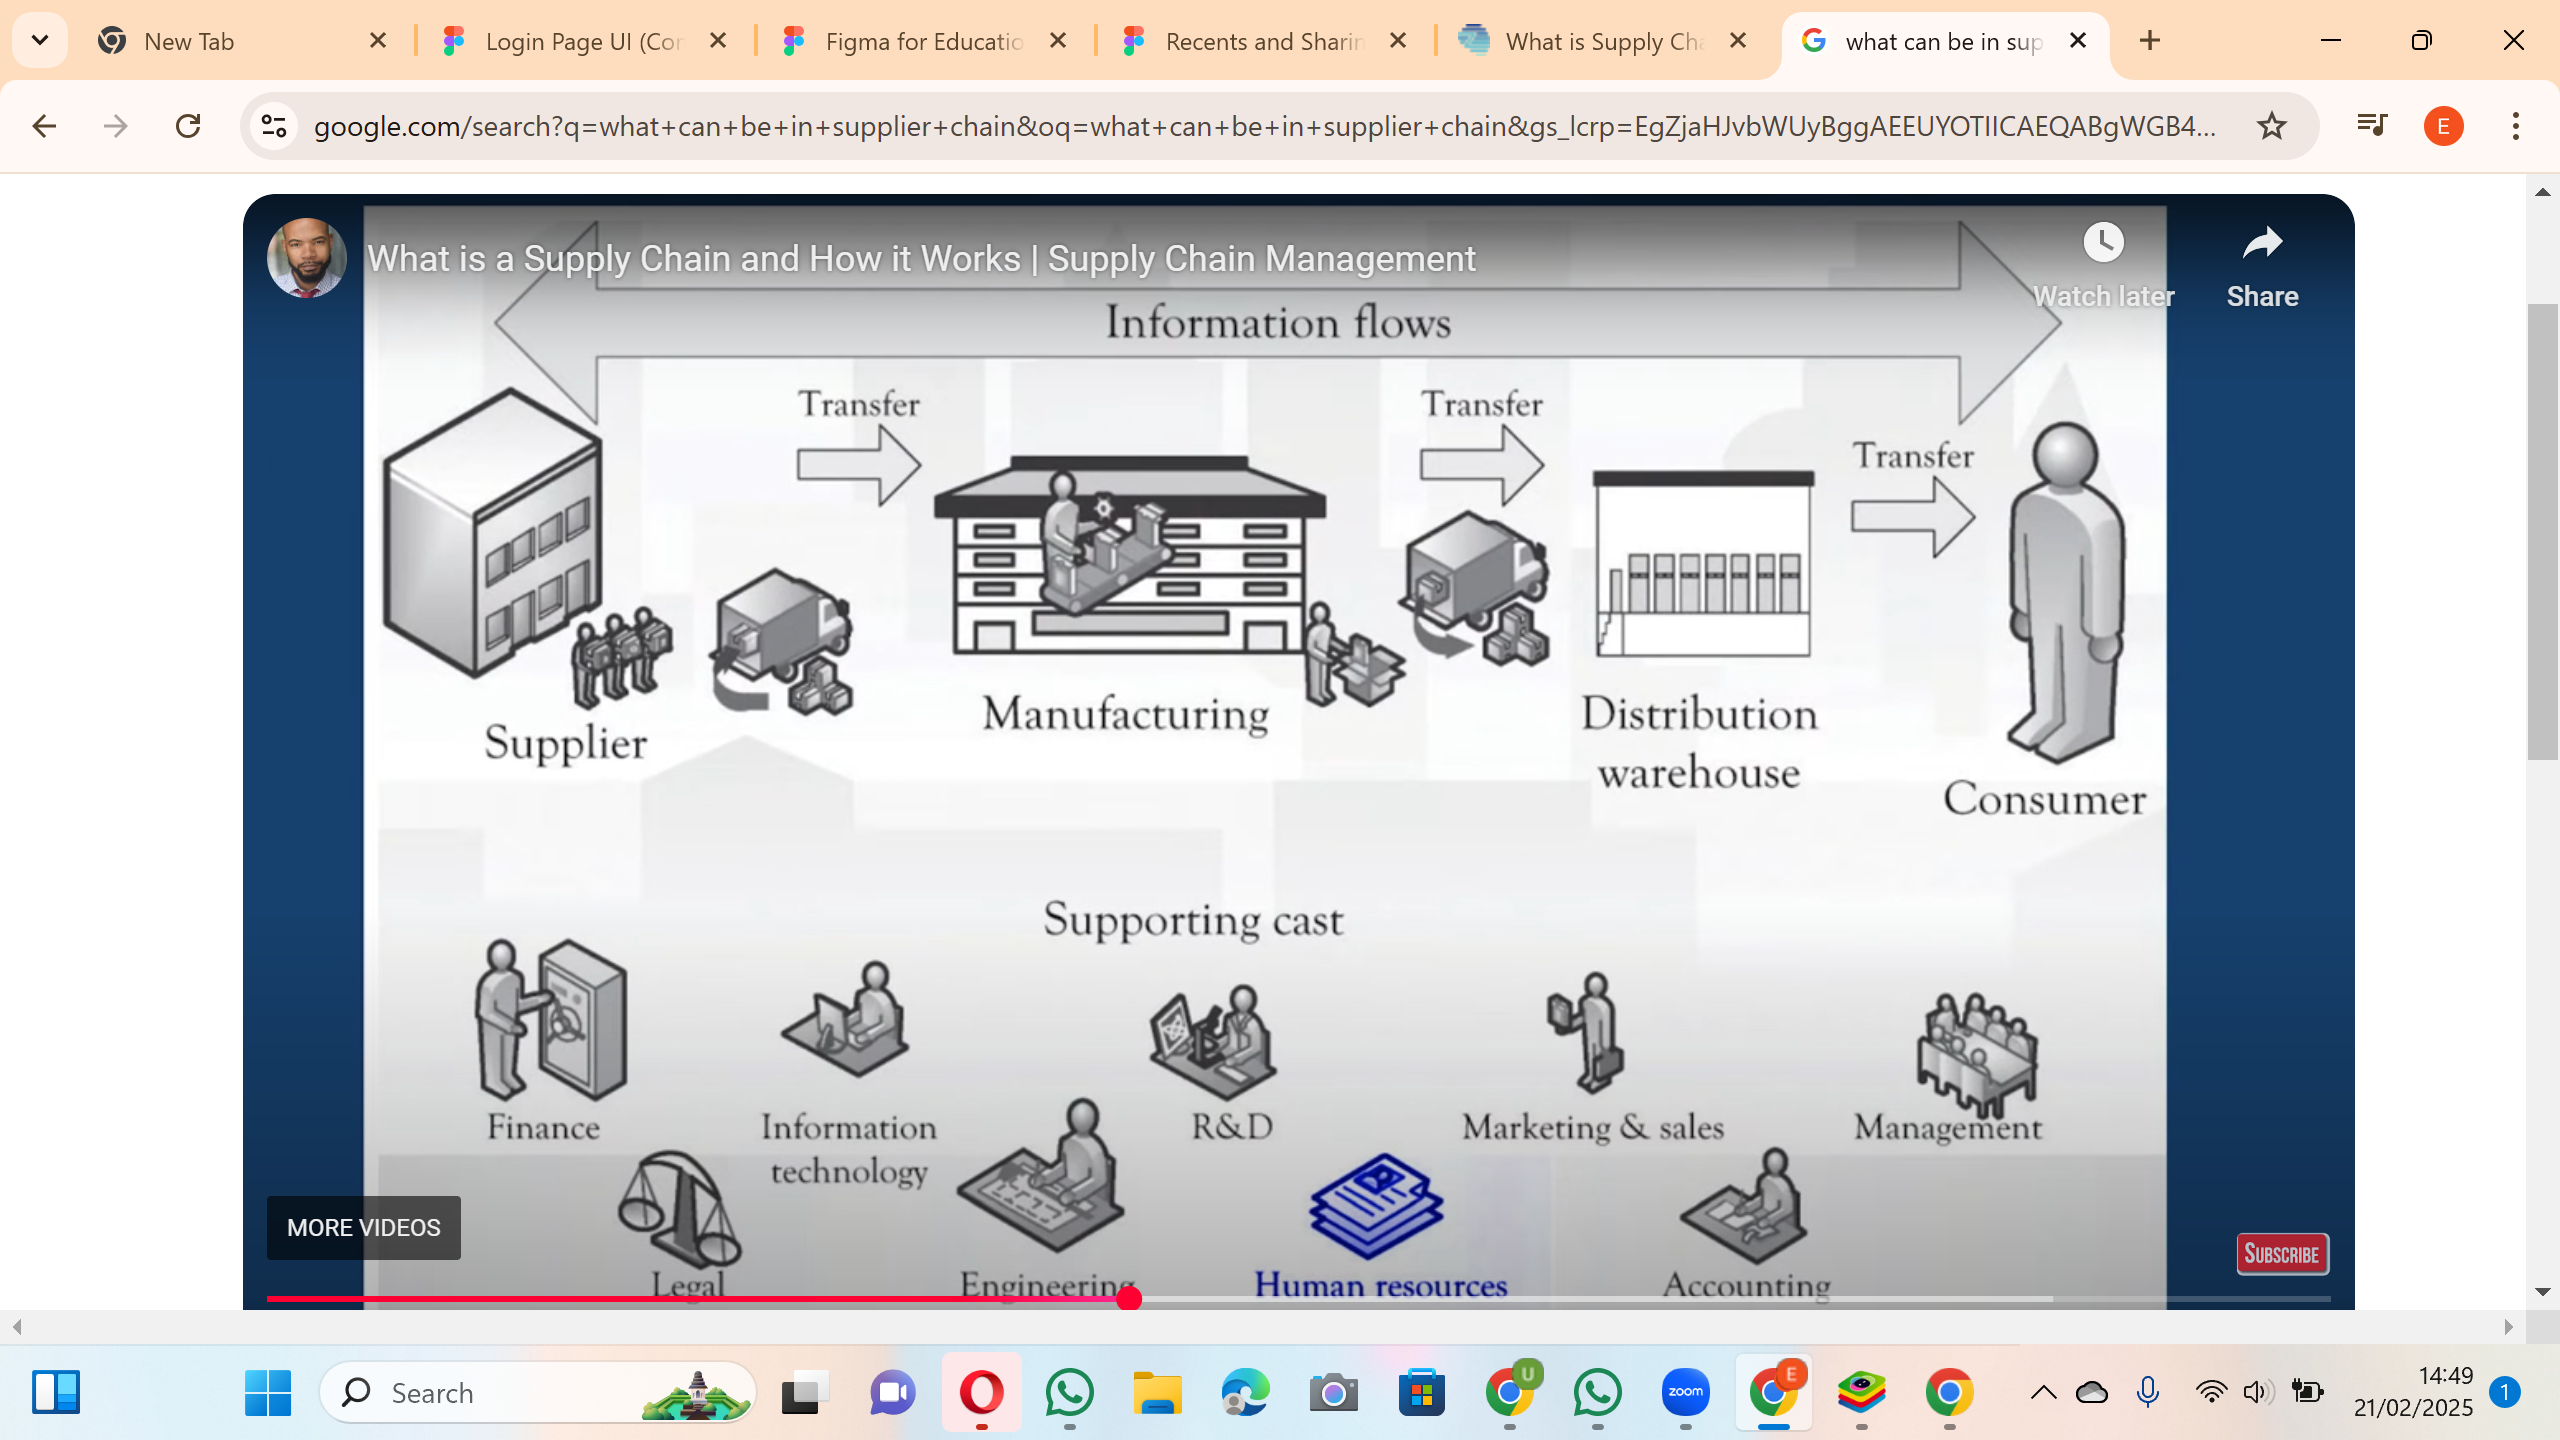 New Tab
Login Page UI (Cor
Figma for Educatio
Recents and Sharin
What is Supply Cha
what can be in sup
google.com/search?q=what+can+be+in+supplier+chain&oq=what+can+be+in+supplier+chain&gs_lcrp=EgZjaHJvbWUyBggAEEUYOTIICAEQABgWGB4...
E
What is a Supply Chain and How it Works | Supply Chain Management
Watch later
Share
Information flows
Transfer
Transfer
Transfer
Supplier
Manufacturing
Distribution
warehouse
Consumer
Supporting cast
Finance
Information
technology
R&D
Marketing & sales
Management
MORE VIDEOS
SUBSCRIBE
Legal
Engineering
Human resources
Accounting
Search
U
zoom
E
14:49
21/02/2025
1